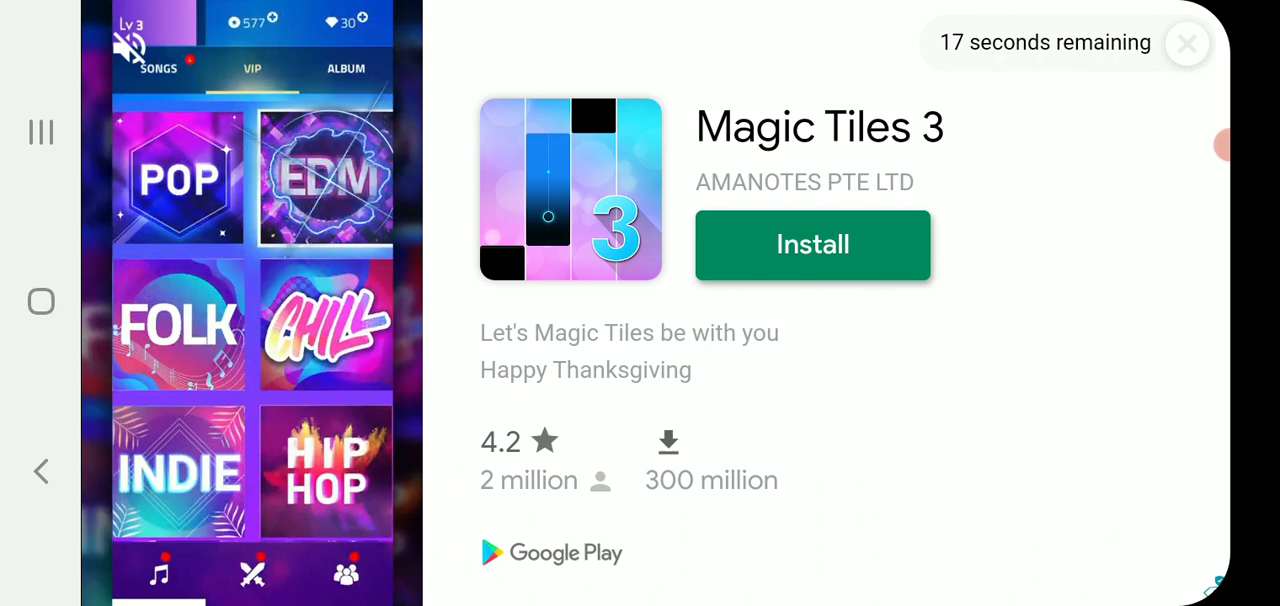 Lv 3
577
30
SONGS
VIP
ALBUM
POP
EDM
FOLK
CHILL
INDIE
HIP
HOP
17 seconds remaining
3
Magic Tiles 3
AMANOTES PTE LTD
Install
Let's Magic Tiles be with you
Happy Thanksgiving
4.2
2 million
300 million
Google Play